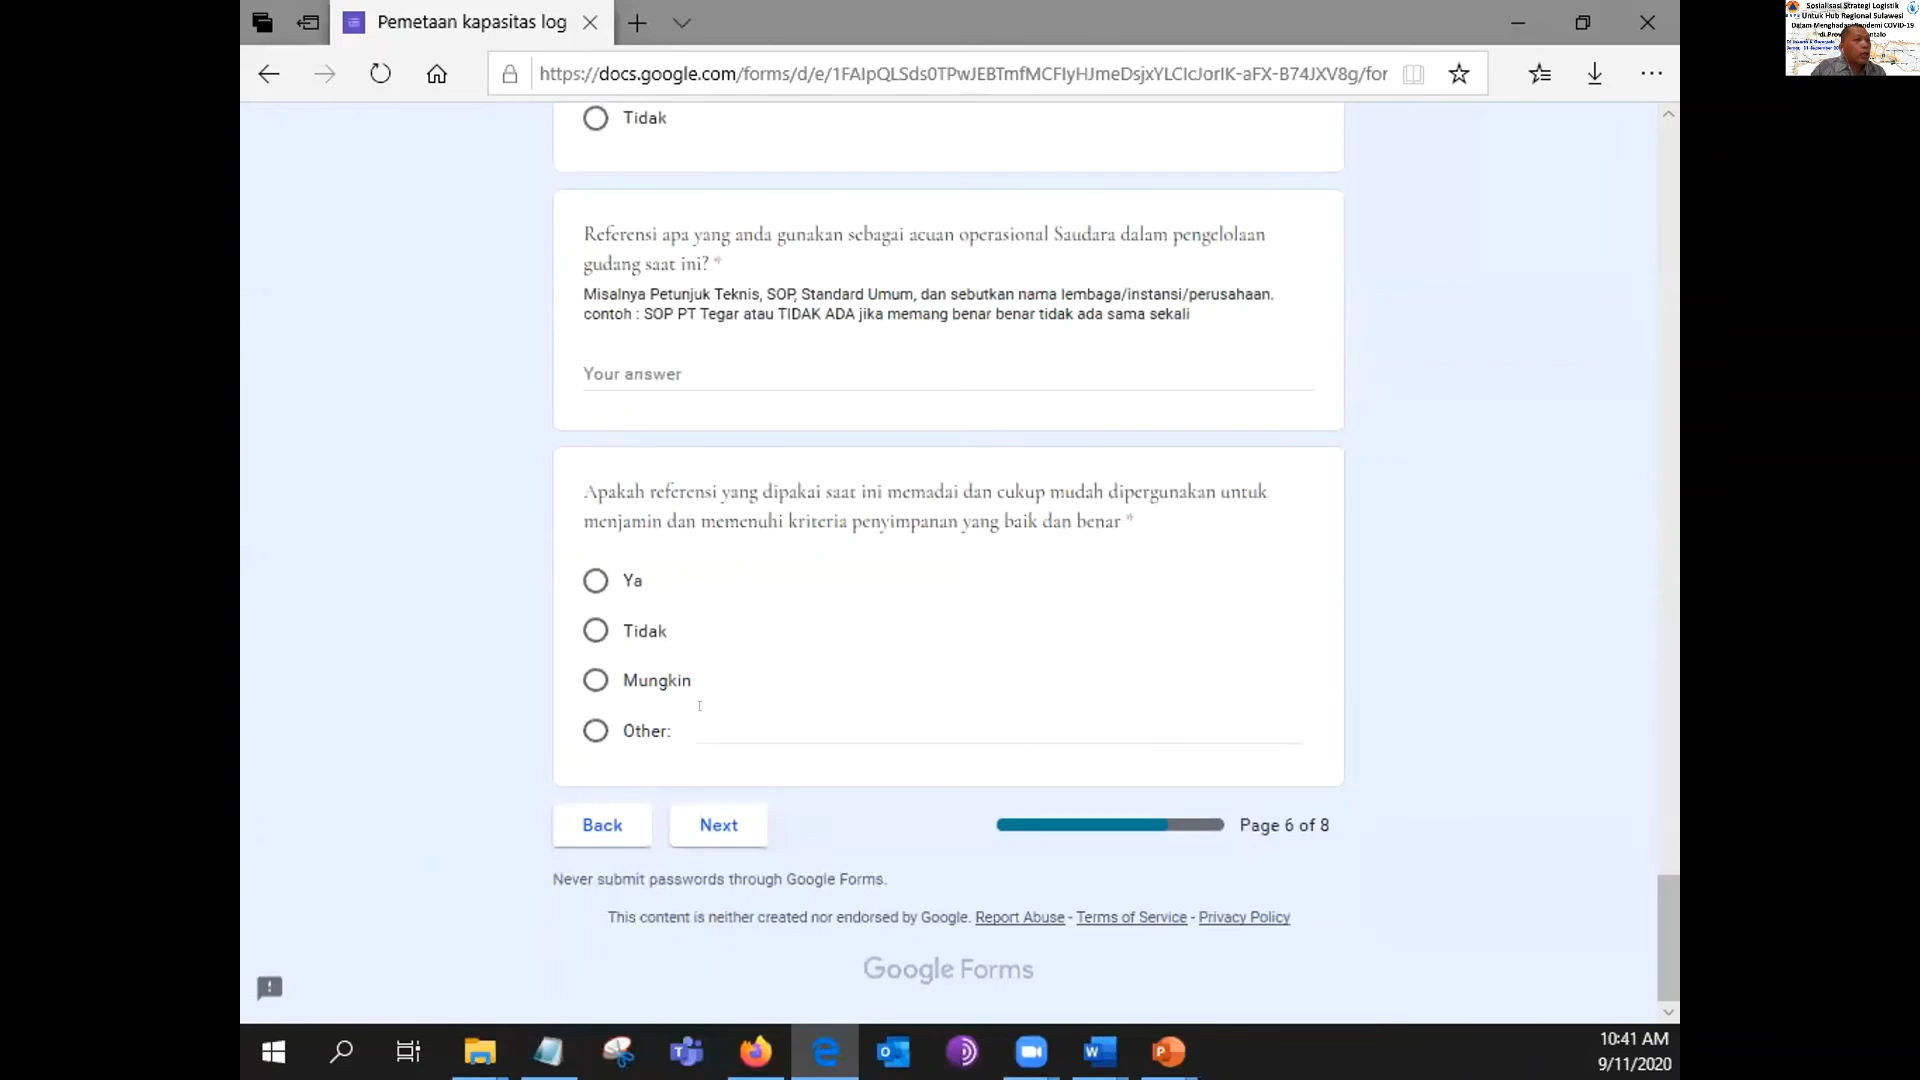 Pemetaan kapasitas log
https://docs.google.com/forms/d/e/1FAIpQLSds0TPwJEBTmfMCFIyHJmeDsjxYLCIcJorIK-aFX-B74JXV8g/for
Tidak
Referensi apa yang anda gunakan sebagai acuan operasional Saudara dalam pengelolaan
gudang saat ini? *
Misalnya Petunjuk Teknis, SOP, Standard Umum, dan sebutkan nama lembaga/instansi/perusahaan.
contoh : SOP PT Tegar atau TIDAK ADA jika memang benar benar tidak ada sama sekali
Your answer
Apakah referensi yang dipakai saat ini memadai dan cukup mudah dipergunakan untuk
menjamin dan memenuhi kriteria penyimpanan yang baik dan benar *
Ya
Tidak
Mungkin
Other:
Back
Next
Page 6 of 8
Never submit passwords through Google Forms.
This content is neither created nor endorsed by Google. Report Abuse - Terms of Service - Privacy Policy
Google Forms
10:41 AM
9/11/2020
Sosialisasi Strategi Logistik
Untuk Hub Regional Sulawesi
Dalam Menghadapi Pandemi COVID-19